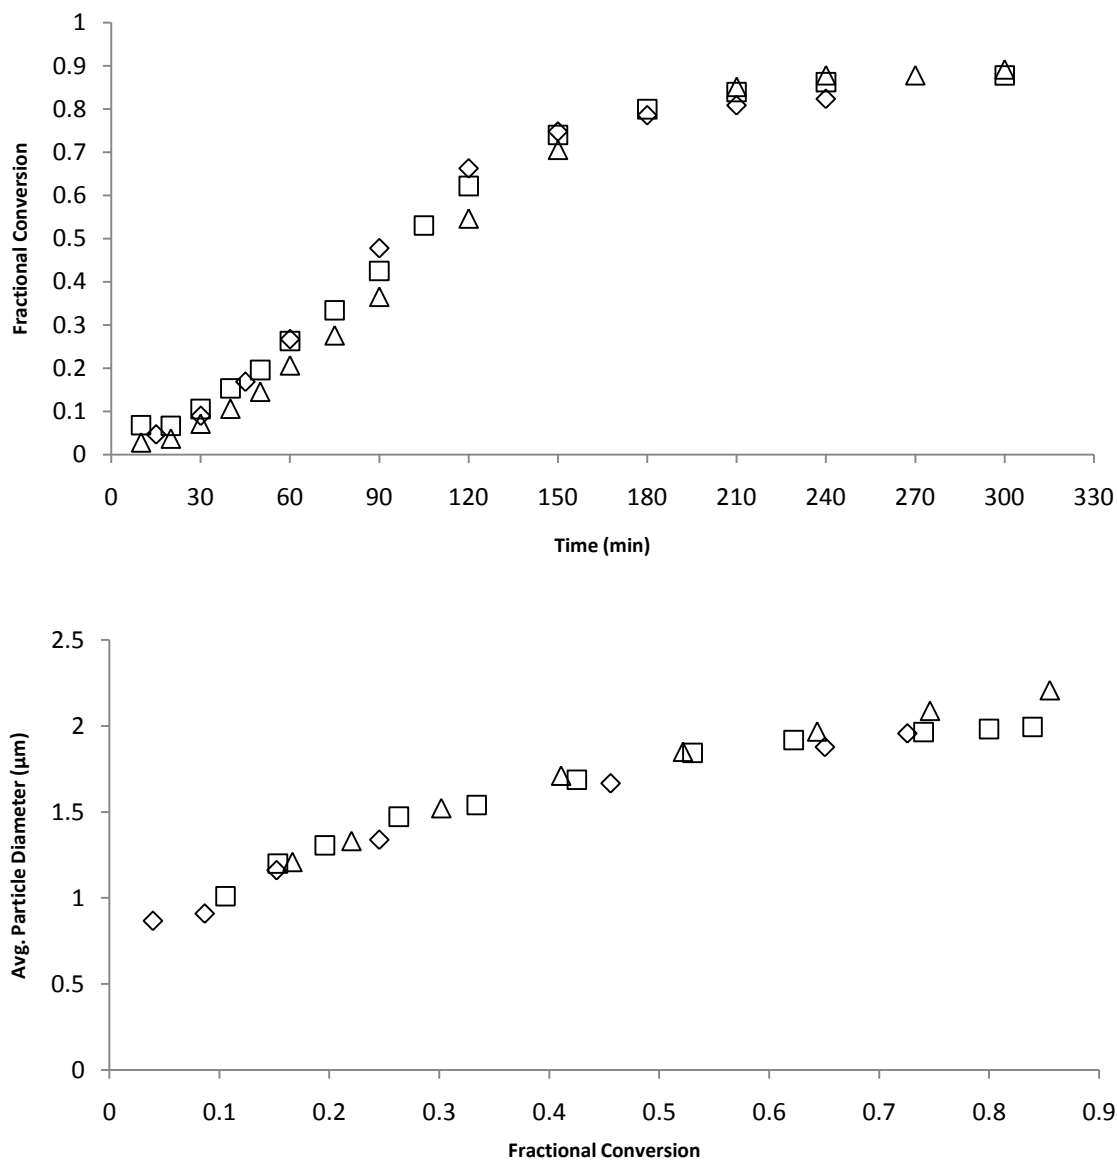 1
0.9
0.8
0.7
0.6
0.5
0.4
0.3
0.2
0.1
0
Fractional Conversion
0 30 60 90 120 150 180 210 240 270 300 330
Time (min)
2.5
2
1.5
1
0.5
0
Avg. Particle Diameter (µm)
0 0.1 0.2 0.3 0.4 0.5 0.6 0.7 0.8 0.9
Fractional Conversion